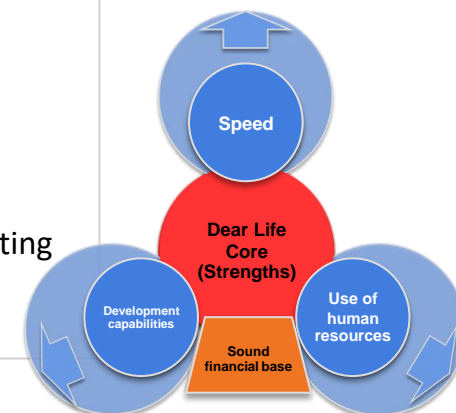 Speed
Dear Life
Core
(Strengths)
ting
Development
capabilities
Use of
human
resources
Sound
financial base